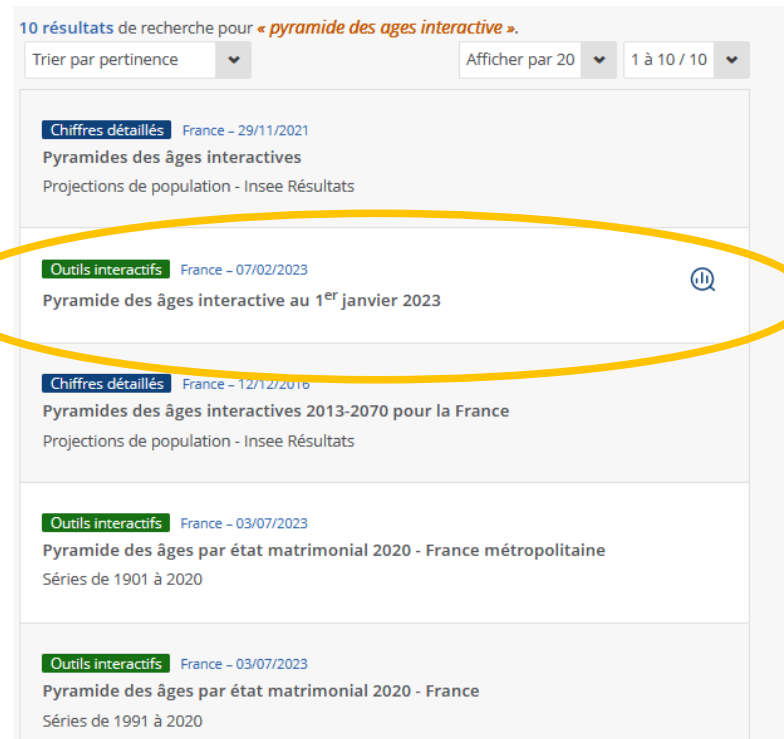 10 résultats de recherche pour « pyramide des ages interactive ».
Trier par pertinence Afficher par 20 1 à 10 / 10
Chiffres détaillés France – 29/11/2021
Pyramides des âges interactives
Projections de population - Insee Résultats
Outils interactifs France – 07/02/2023
Pyramide des âges interactive au 1er janvier 2023
Chiffres détaillés France – 12/12/2016
Pyramides des âges interactives 2013-2070 pour la France
Projections de population - Insee Résultats
Outils interactifs France – 03/07/2023
Pyramide des âges par état matrimonial 2020 - France métropolitaine
Séries de 1901 à 2020
Outils interactifs France – 03/07/2023
Pyramide des âges par état matrimonial 2020 - France
Séries de 1991 à 2020